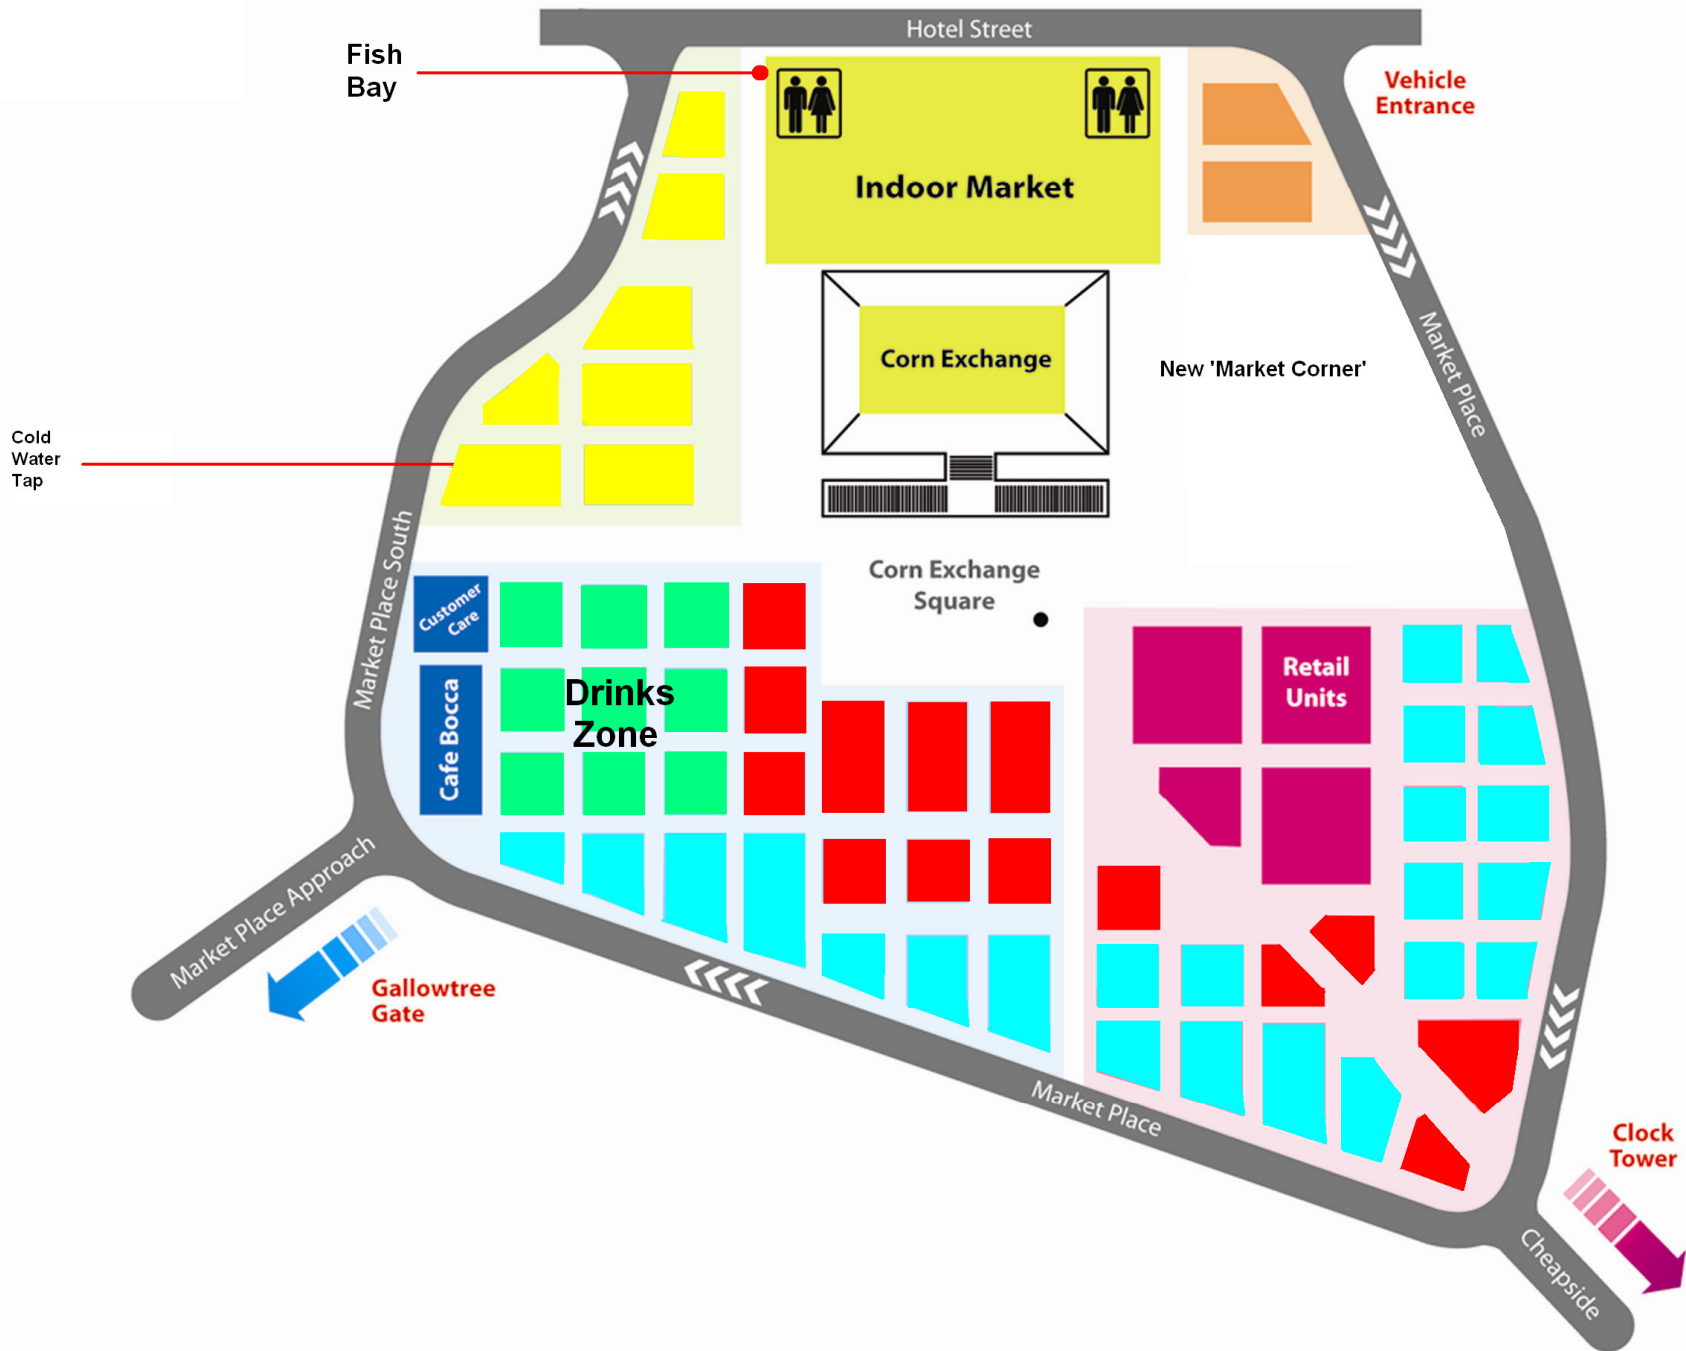 Hotel Street
Fish
Bay
Vehicle
Entrance
Indoor Market
Corn Exchange
New 'Market Corner'
Market Place
Cold
Water
Tap
Market Place South
Corn Exchange
Square
Customer
Care
Cafe Bocca
Drinks
Zone
Retail
Units
Market Place Approach
Gallowtree
Gate
Market Place
Clock
Tower
Cheapside